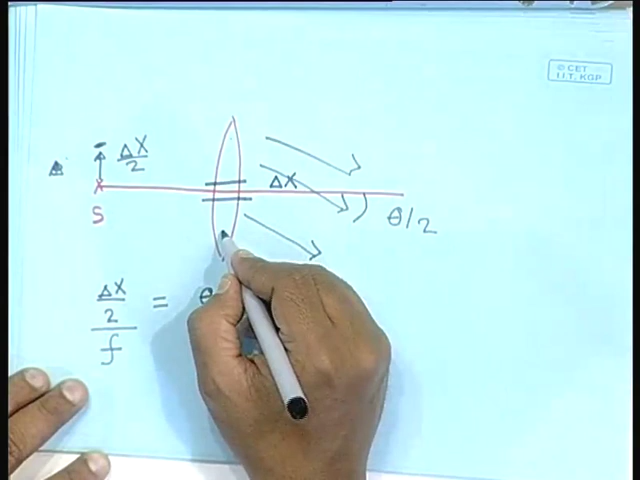 © CET
I.I.T, KGP
ΔX/2
ΔX
S
θ/2
(ΔX/2)/f = θ